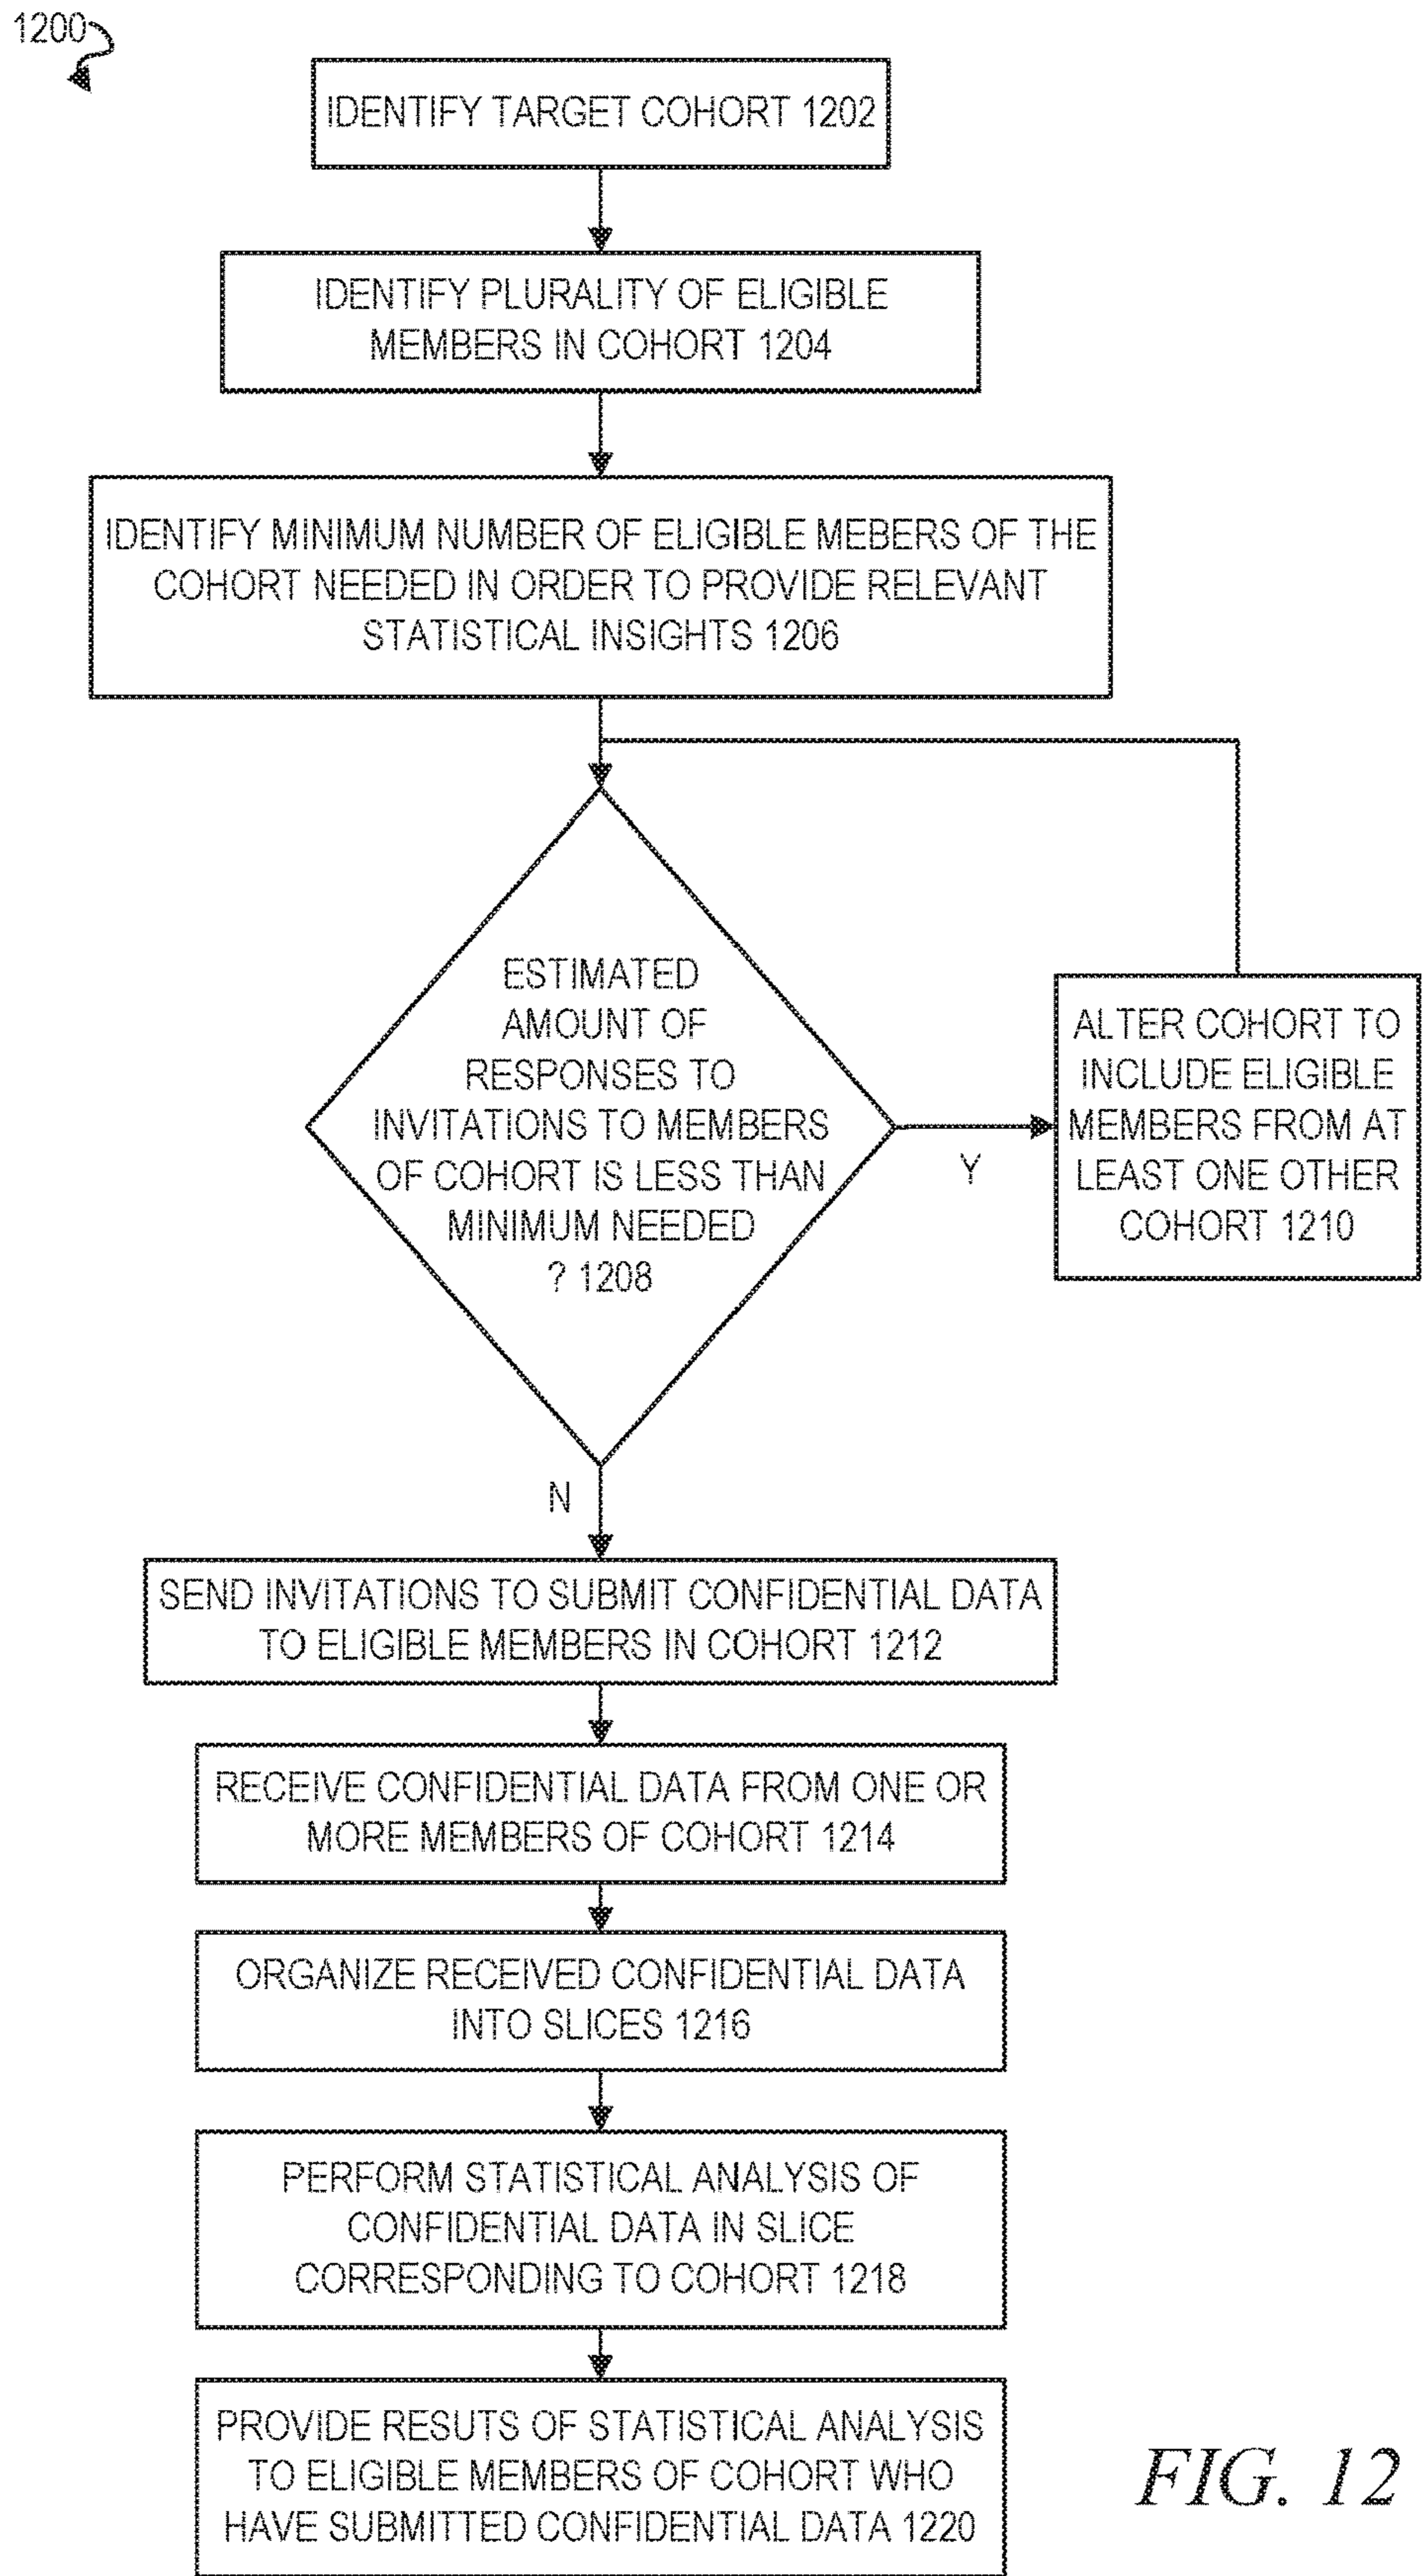 1200
IDENTIFY TARGET COHORT 1202
IDENTIFY PLURALITY OF ELIGIBLE
MEMBERS IN COHORT 1204
IDENTIFY MINIMUM NUMBER OF ELIGIBLE MEBERS OF THE
COHORT NEEDED IN ORDER TO PROVIDE RELEVANT
STATISTICAL INSIGHTS 1206
ESTIMATED
AMOUNT OF
RESPONSES TO
INVITATIONS TO MEMBERS
OF COHORT IS LESS THAN
MINIMUM NEEDED
? 1208
Y
ALTER COHORT TO
INCLUDE ELIGIBLE
MEMBERS FROM AT
LEAST ONE OTHER
COHORT 1210
N
SEND INVITATIONS TO SUBMIT CONFIDENTIAL DATA
TO ELIGIBLE MEMBERS IN COHORT 1212
RECEIVE CONFIDENTIAL DATA FROM ONE OR
MORE MEMBERS OF COHORT 1214
ORGANIZE RECEIVED CONFIDENTIAL DATA
INTO SLICES 1216
PERFORM STATISTICAL ANALYSIS OF
CONFIDENTIAL DATA IN SLICE
CORRESPONDING TO COHORT 1218
PROVIDE RESUTS OF STATISTICAL ANALYSIS
TO ELIGIBLE MEMBERS OF COHORT WHO
HAVE SUBMITTED CONFIDENTIAL DATA 1220
FIG. 12